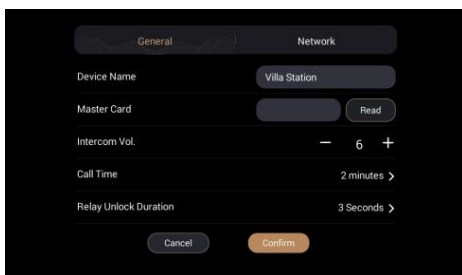 General Network
Device Name Villa Station
Master Card Read
Intercom Vol. — 6 +
Call Time 2 minutes >
Relay Unlock Duration 3 Seconds >
Cancel Confirm